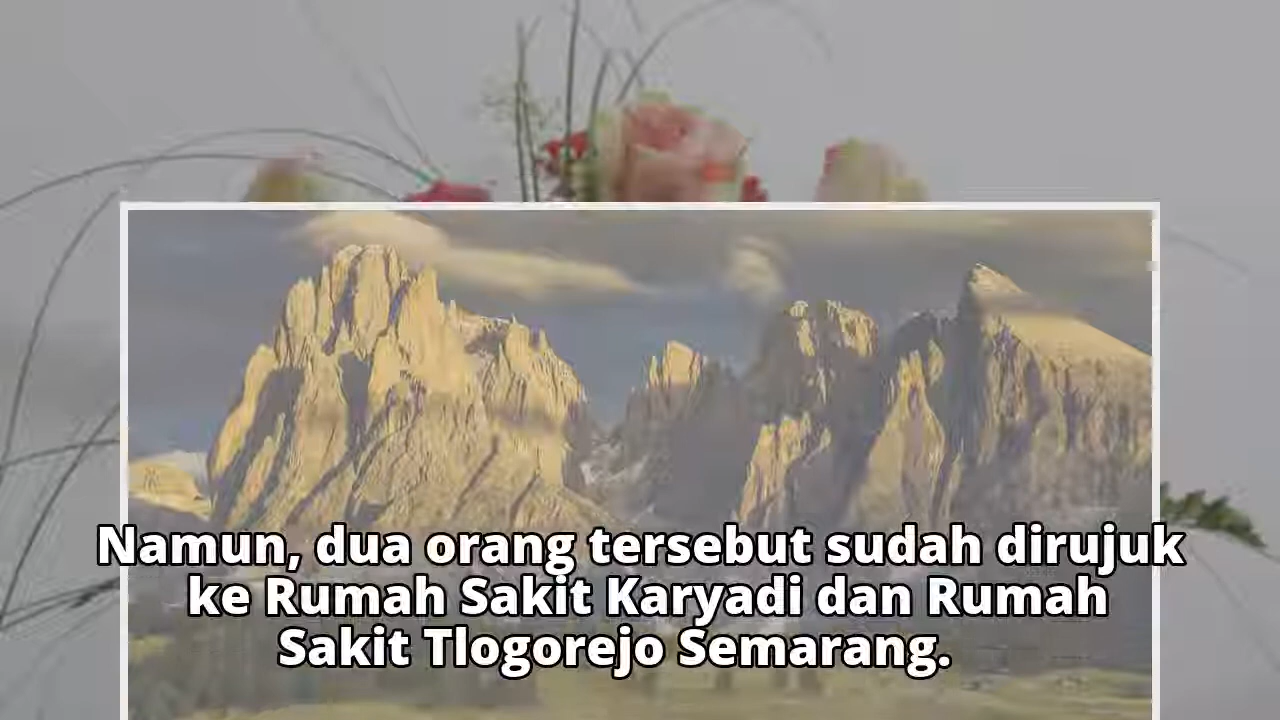 Namun, dua orang tersebut sudah dirujuk
ke Rumah Sakit Karyadi dan Rumah
Sakit Tlogorejo Semarang.